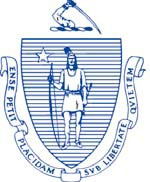 ENSE PETIT
PLACIDAM
SVB LIBERTATE
QVIETEM